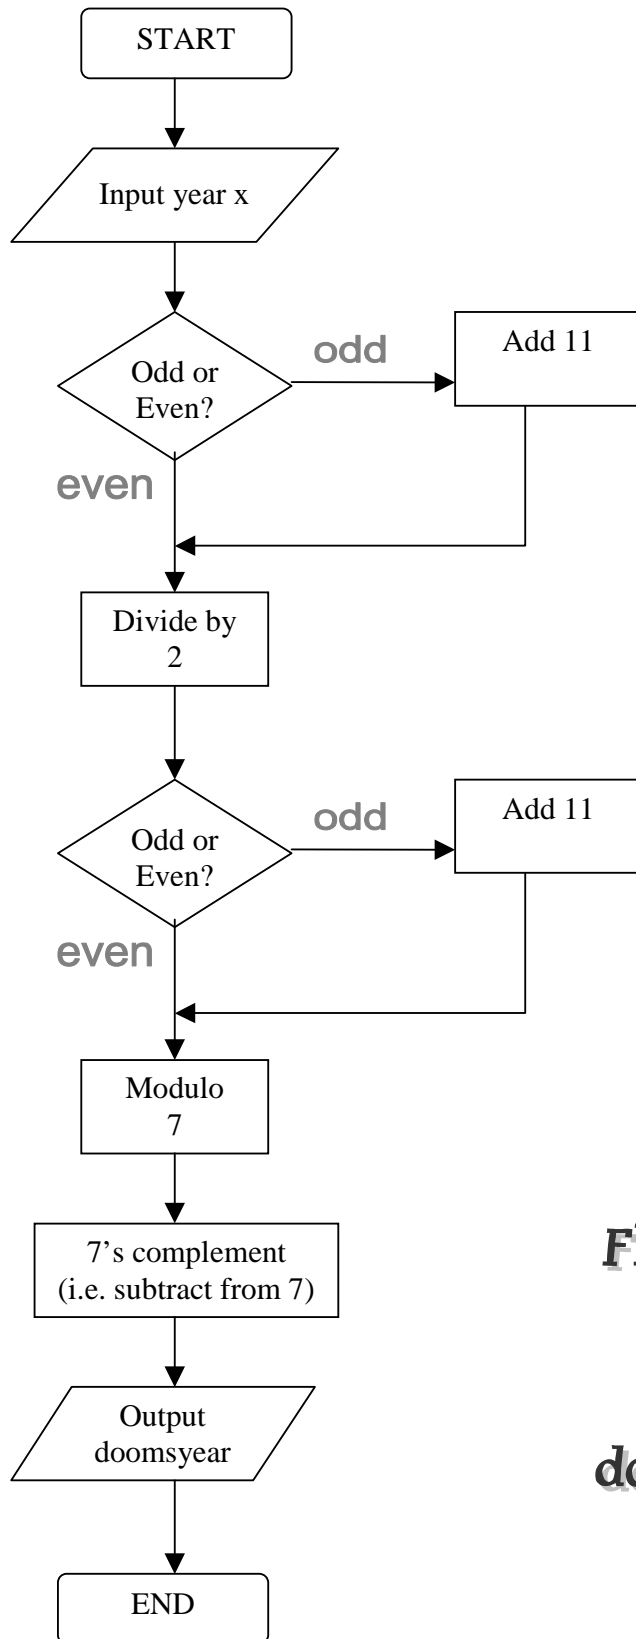 START
Input year x
Odd or
Even?
odd
Add 11
even
Divide by
2
Odd or
Even?
odd
Add 11
even
Modulo
7
7’s complement
(i.e. subtract from 7)
Output
doomsyear
END